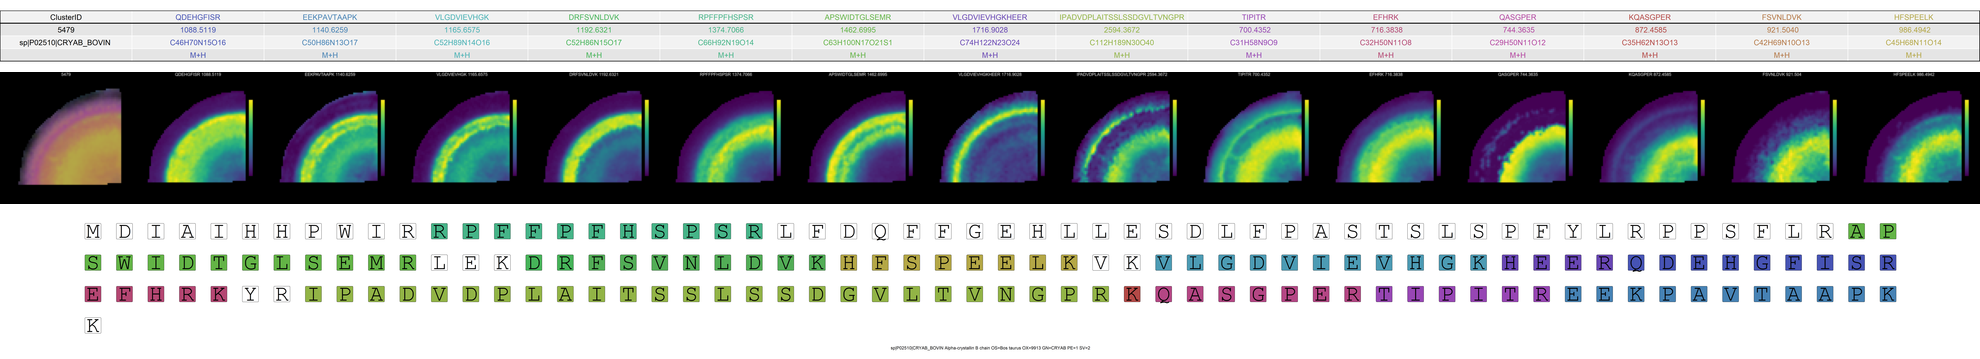 ClusterID QDEHGFISR EEKPAVTAAPK VLGDVIEVHGK DRFSVNLDVK RPFFPFHSPSR APSWIDTGLSEMR VLGDVIEVHGKHEER IPADVDPLAITSSLSSDGVLTVNGPR TIPITR EFHRK QASGPER KQASGPER FSVNLDVK HFSPEELK
5479 1088.5119 1140.6259 1165.6575 1192.6321 1374.7066 1462.6995 1716.9028 2594.3672 700.4352 716.3838 744.3635 872.4585 921.5040 986.4942
sp|P02510|CRYAB_BOVIN C46H70N15O16 C50H86N13O17 C52H89N14O16 C52H86N15O17 C66H92N19O14 C63H100N17O21S1 C74H122N23O24 C112H189N30O40 C31H58N9O9 C32H50N11O8 C29H50N11O12 C35H62N13O13 C42H69N10O13 C45H68N11O14
M+H M+H M+H M+H M+H M+H M+H M+H M+H M+H M+H M+H M+H M+H
5479 QDEHGFISR 1088.5119 EEKPAVTAAPK 1140.6259 VLGDVIEVHGK 1165.6575 DRFSVNLDVK 1192.6321 RPFFPFHSPSR 1374.7066 APSWIDTGLSEMR 1462.6995 VLGDVIEVHGKHEER 1716.9028 IPADVDPLAITSSLSSDGVLTVNGPR 2594.3672 TIPITR 700.4352 EFHRK 716.3838 QASGPER 744.3635 KQASGPER 872.4585 FSVNLDVK 921.504 HFSPEELK 986.4942
M D I A I H H P W I R R P F F P F H S P S R L F D Q F F G E H L L E S D L F P A S T S L S P F Y L R P P S F L R A P
S W I D T G L S E M R L E K D R F S V N L D V K H F S P E E L K V K V L G D V I E V H G K H E E R Q D E H G F I S R
E F H R K Y R I P A D V D P L A I T S S L S S D G V L T V N G P R K Q A S G P E R T I P I T R E E K P A V T A A P K
K
sp|P02510|CRYAB_BOVIN Alpha-crystallin B chain OS=Bos taurus OX=9913 GN=CRYAB PE=1 SV=2